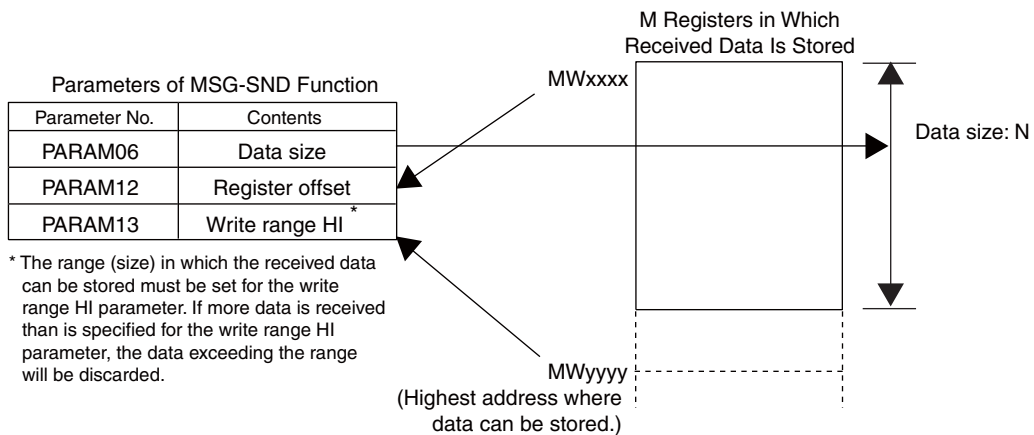 M Registers in Which
Received Data Is Stored
MWxxxx
Parameters of MSG-SND Function
Parameter No. Contents
PARAM06 Data size
PARAM12 Register offset
PARAM13 Write range HI *
Data size: N
* The range (size) in which the received data
can be stored must be set for the write
range HI parameter. If more data is received
than is specified for the write range HI
parameter, the data exceeding the range
will be discarded.
MWyyyy
(Highest address where
data can be stored.)